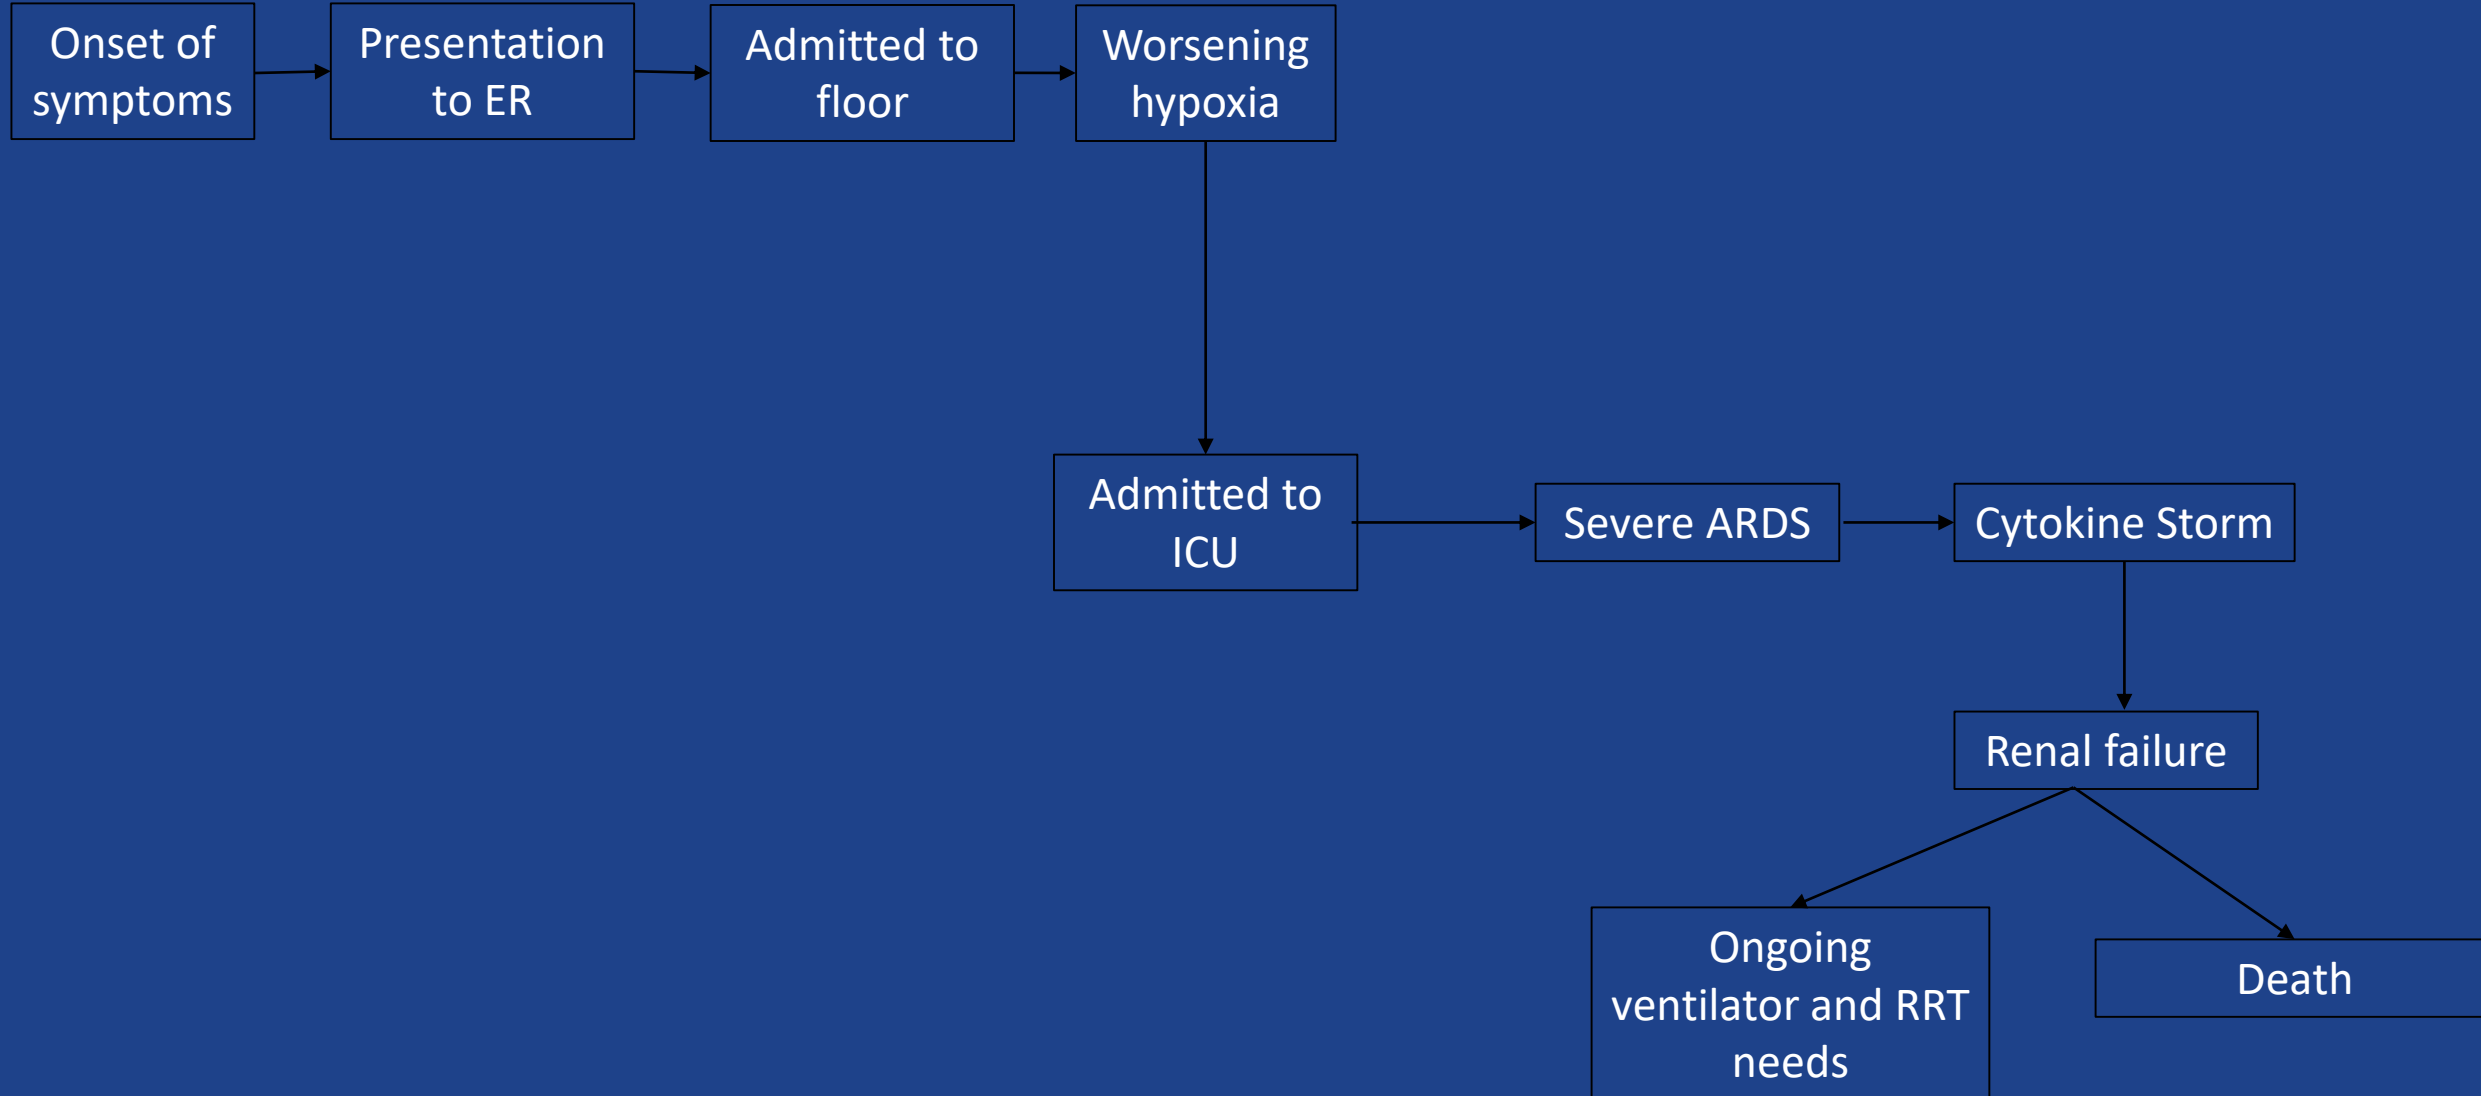 Onset of
symptoms
Presentation
to ER
Admitted to
floor
Worsening
hypoxia
Admitted to
ICU
Severe ARDS
Cytokine Storm
Renal failure
Ongoing
ventilator and RRT
needs
Death